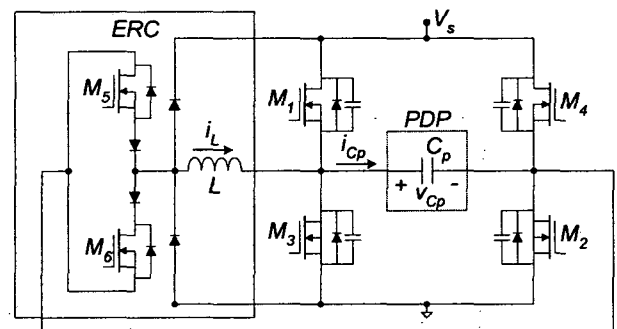 ERC
V_s
M_5
M_1
M_4
PDP
i_L
i_Cp
C_p
L
+ v_Cp -
M_6
M_3
M_2